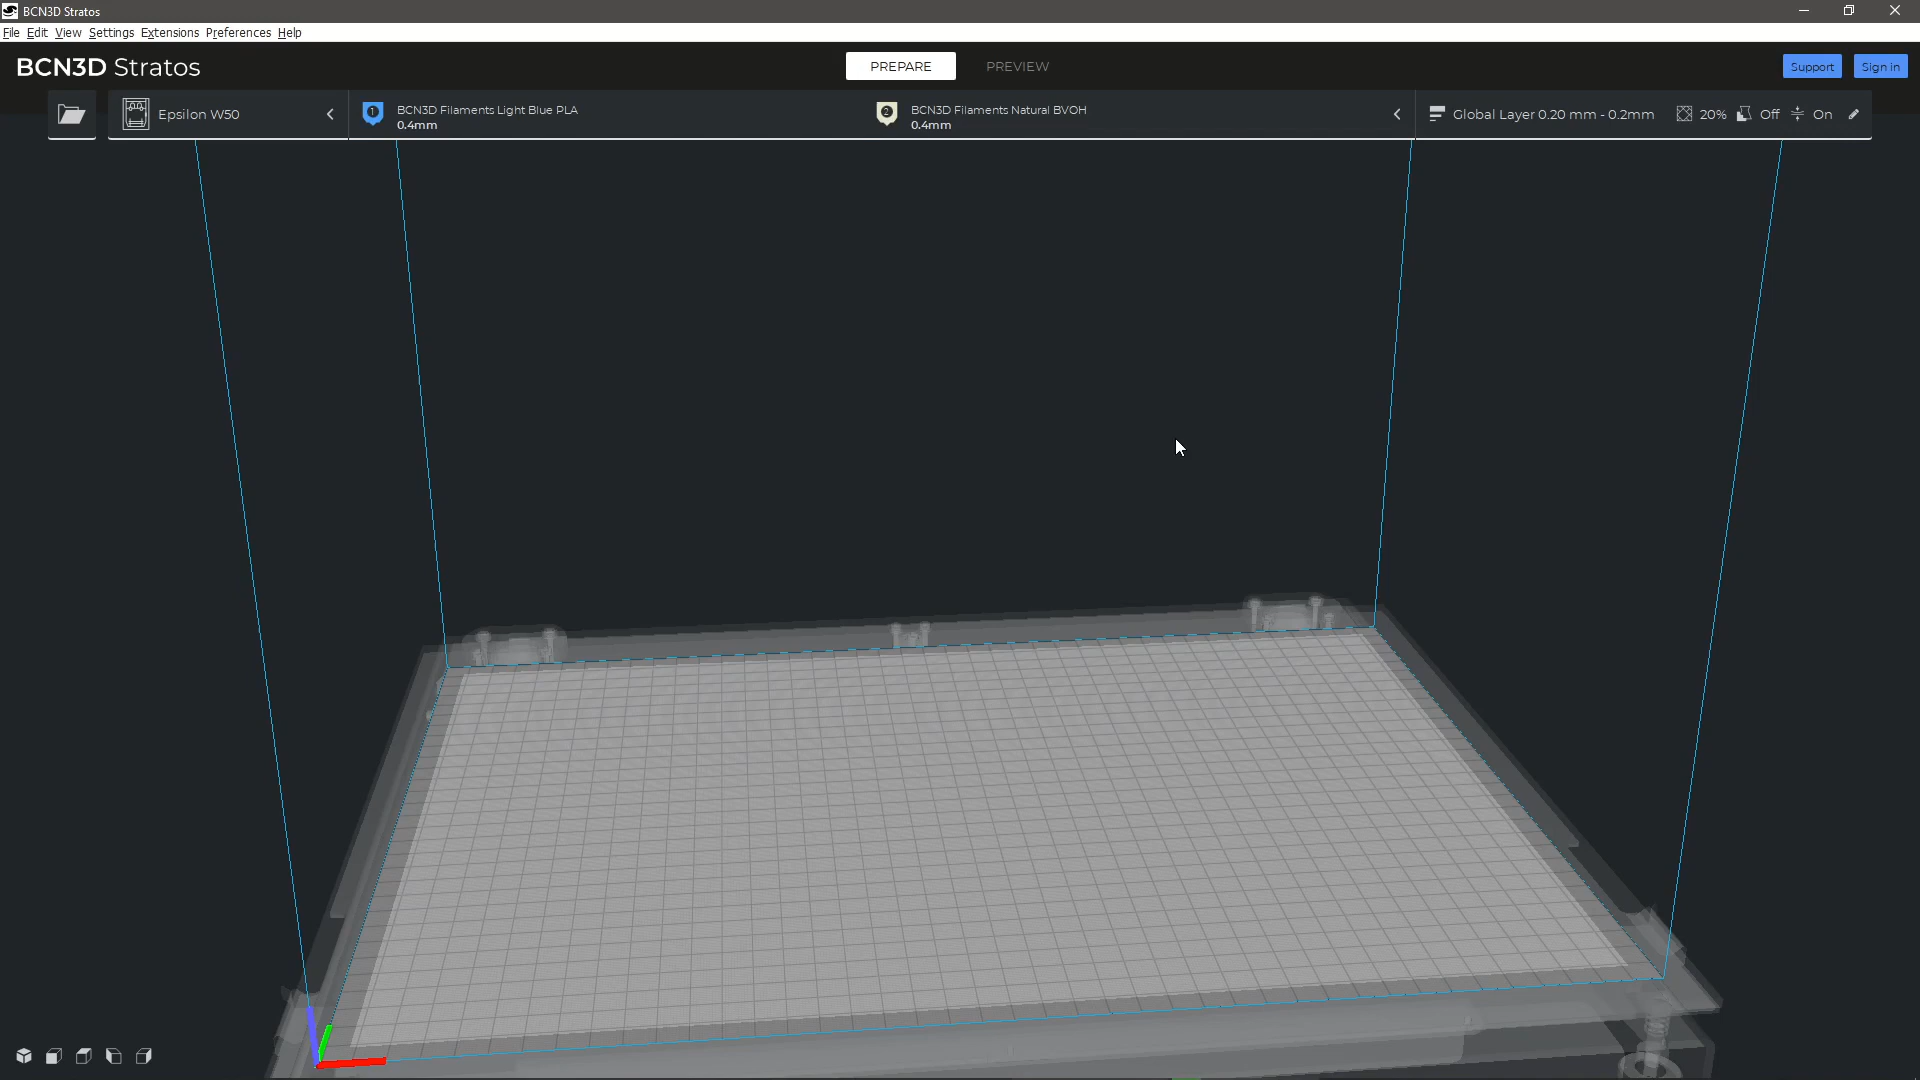 BCN3D Stratos
File Edit View Settings Extensions Preferences Help
BCN3D Stratos
PREPARE
PREVIEW
Support
Sign in
Epsilon W50
1
BCN3D Filaments Light Blue PLA
0.4mm
2
BCN3D Filaments Natural BVOH
0.4mm
Global Layer 0.20 mm - 0.2mm
20%
Off
On